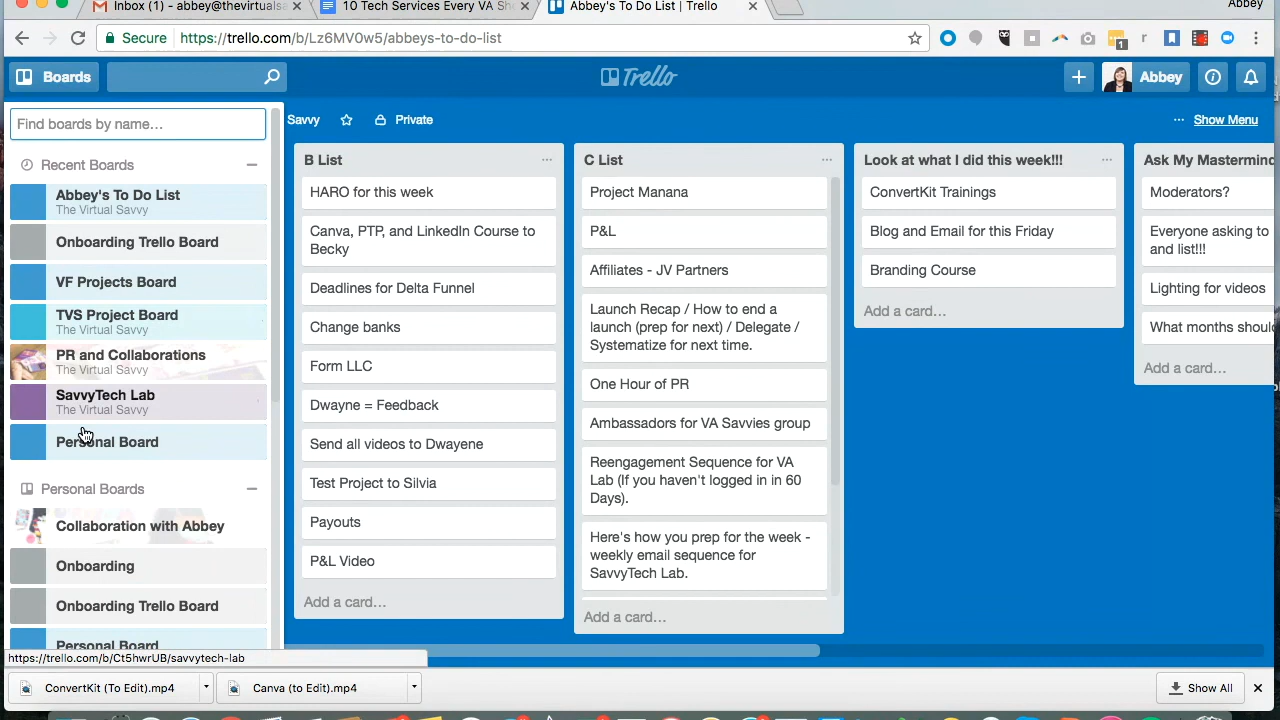 Inbox (1) - abbey@thevirtualsa
10 Tech Services Every VA Sh
Abbey's To Do List | Trello
Abbey
Secure
https://trello.com/b/Lz6MV0w5/abbeys-to-do-list
1
Boards
Trello
Abbey
Find boards by name…
Savvy
Private
Show Menu
Recent Boards
Abbey's To Do List
The Virtual Savvy
Onboarding Trello Board
VF Projects Board
TVS Project Board
The Virtual Savvy
PR and Collaborations
The Virtual Savvy
SavvyTech Lab
The Virtual Savvy
Personal Board
Personal Boards
Collaboration with Abbey
Onboarding
Onboarding Trello Board
Personal Board
B List
HARO for this week
Canva, PTP, and LinkedIn Course to
Becky
Deadlines for Delta Funnel
Change banks
Form LLC
Dwayne = Feedback
Send all videos to Dwayene
Test Project to Silvia
Payouts
P&L Video
Add a card…
C List
Project Manana
P&L
Affiliates - JV Partners
Launch Recap / How to end a
launch (prep for next) / Delegate /
Systematize for next time.
One Hour of PR
Ambassadors for VA Savvies group
Reengagement Sequence for VA
Lab (If you haven't logged in in 60
Days).
Here's how you prep for the week -
weekly email sequence for
SavvyTech Lab.
Add a card…
Look at what I did this week!!!
ConvertKit Trainings
Blog and Email for this Friday
Branding Course
Add a card…
Ask My Mastermind
Moderators?
Everyone asking to
and list!!!
Lighting for videos
What months should
Add a card…
https://trello.com/b/Ct5hwrUB/savvytech-lab
ConvertKit (To Edit).mp4
Canva (to Edit).mp4
Show All